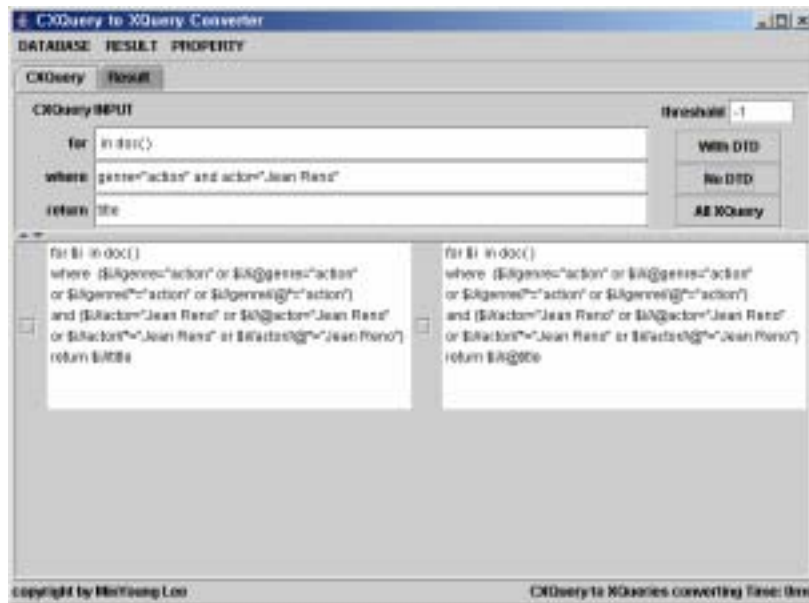 CXQuery to XQuery Converter
DATABASE RESULT PROPERTY
CXQuery Result
CXQuery INPUT
threshold -1
for in doc()
With DTD
where genre="action" and actor="Jean Reno"
No DTD
return title
All XQuery
for $i in doc()
where ($i//genre="action" or $i//@genre="action"
or $i//genre//*="action" or $i//genre//@*="action")
and ($i//actor="Jean Reno" or $i//@actor="Jean Reno"
or $i//actor//*="Jean Reno" or $i//actor//@*="Jean Reno")
return $i//title
for $i in doc()
where ($i//genre="action" or $i//@genre="action"
or $i//genre//*="action" or $i//genre//@*="action")
and ($i//actor="Jean Reno" or $i//@actor="Jean Reno"
or $i//actor//*="Jean Reno" or $i//actor//@*="Jean Reno")
return $i//@title
copyright by MinYoung Lee
CXQuery to XQueries converting Time: 0ms